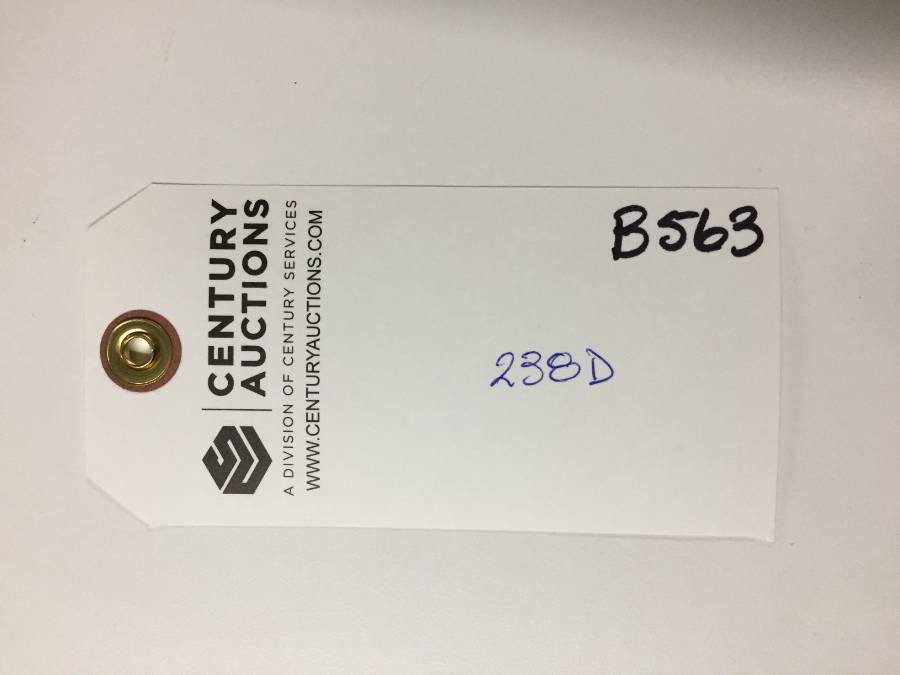 CENTURY
AUCTIONS
A DIVISION OF CENTURY SERVICES
WWW.CENTURYAUCTIONS.COM
B563
238D